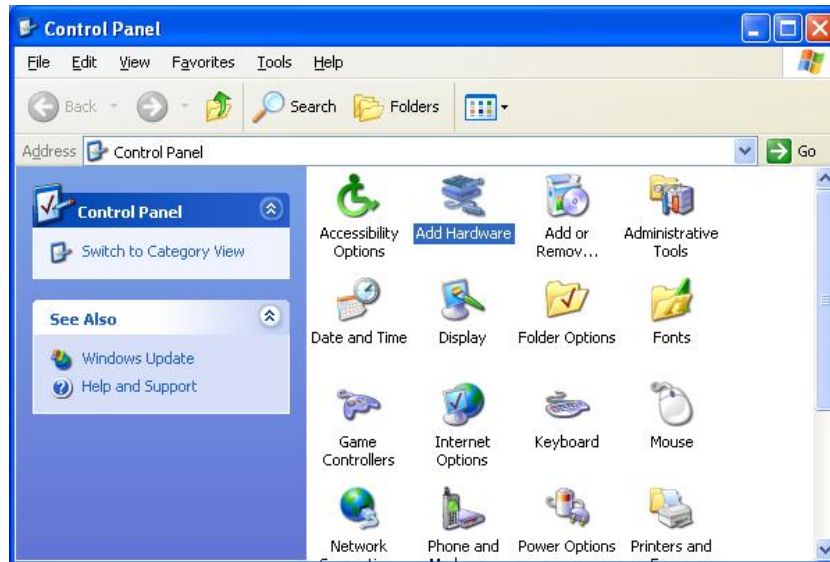 Control Panel
File Edit View Favorites Tools Help
Back Search Folders
Address Control Panel Go
Control Panel
Switch to Category View
See Also
Windows Update
Help and Support
Accessibility Options
Add Hardware
Add or Remov...
Administrative Tools
Date and Time
Display
Folder Options
Fonts
Game Controllers
Internet Options
Keyboard
Mouse
Network
Phone and
Power Options
Printers and